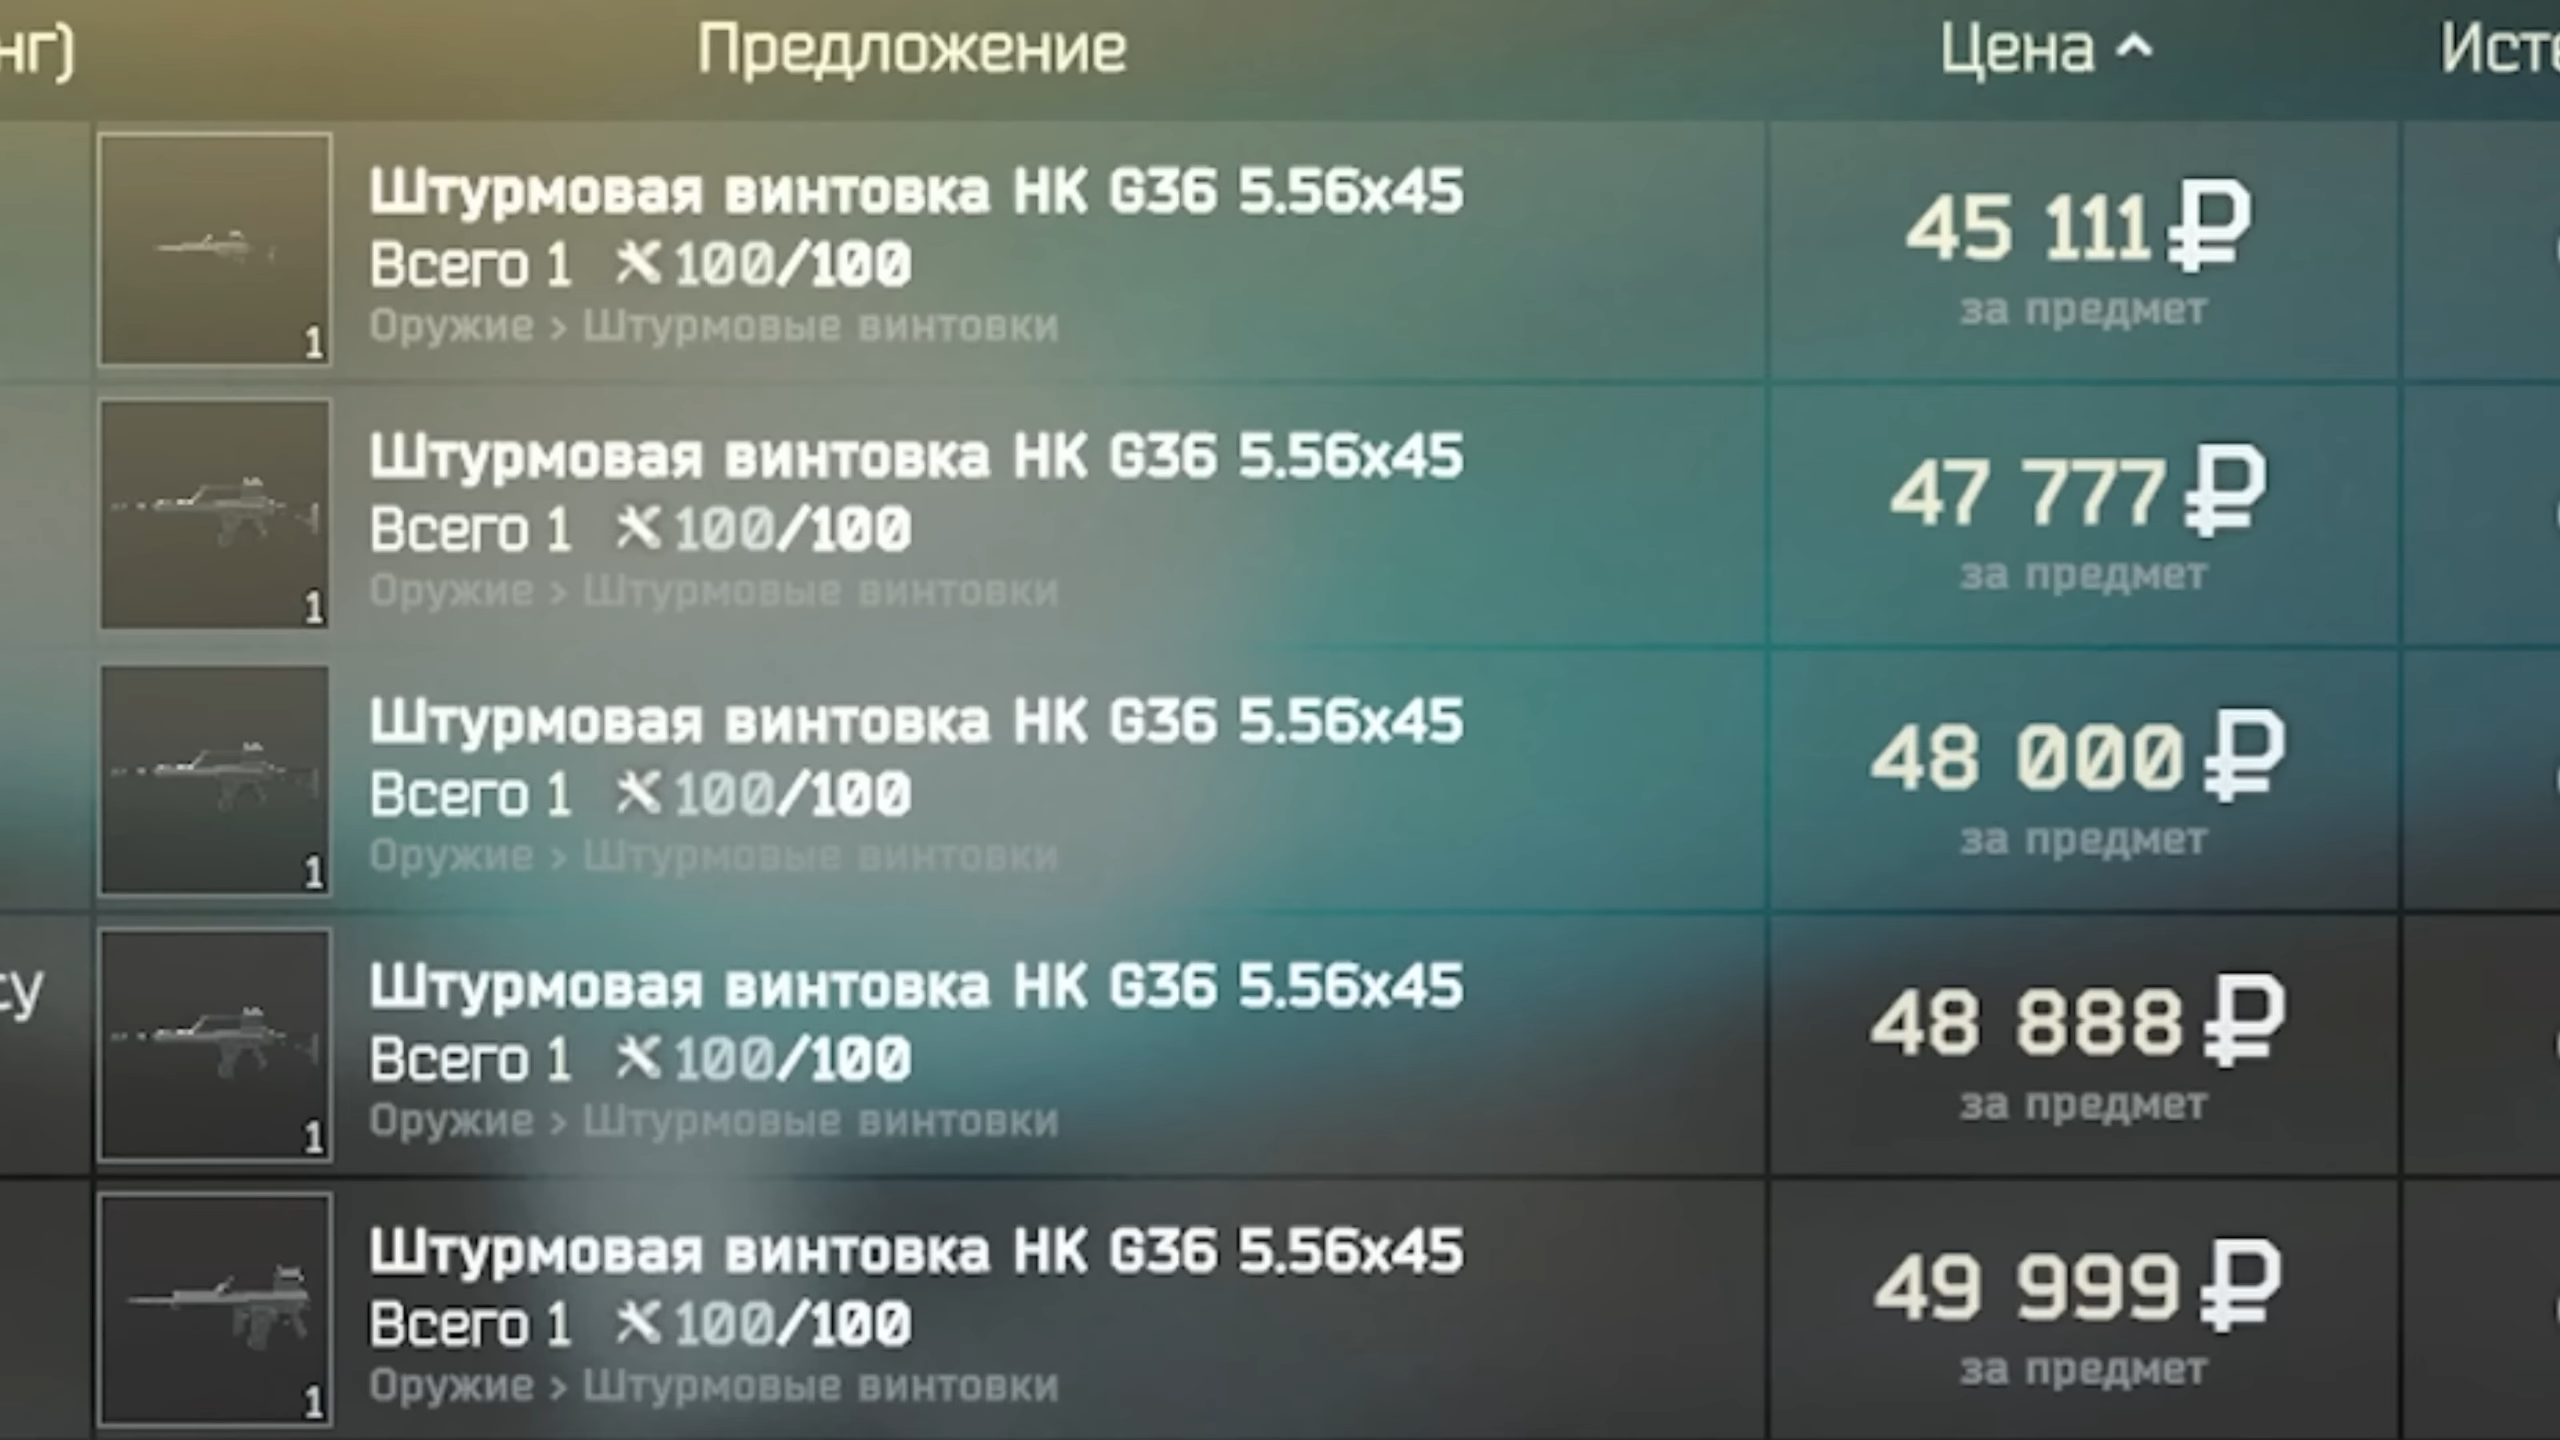 нг) Предложение Цена Исте
Штурмовая винтовка HK G36 5.56x45
Всего 1 100/100
Оружие > Штурмовые винтовки
1
45 111 ₽
за предмет
Штурмовая винтовка HK G36 5.56x45
Всего 1 100/100
Оружие > Штурмовые винтовки
1
47 777 ₽
за предмет
Штурмовая винтовка HK G36 5.56x45
Всего 1 100/100
Оружие > Штурмовые винтовки
1
48 000 ₽
за предмет
ty
Штурмовая винтовка HK G36 5.56x45
Всего 1 100/100
Оружие > Штурмовые винтовки
1
48 888 ₽
за предмет
Штурмовая винтовка HK G36 5.56x45
Всего 1 100/100
Оружие > Штурмовые винтовки
1
49 999 ₽
за предмет